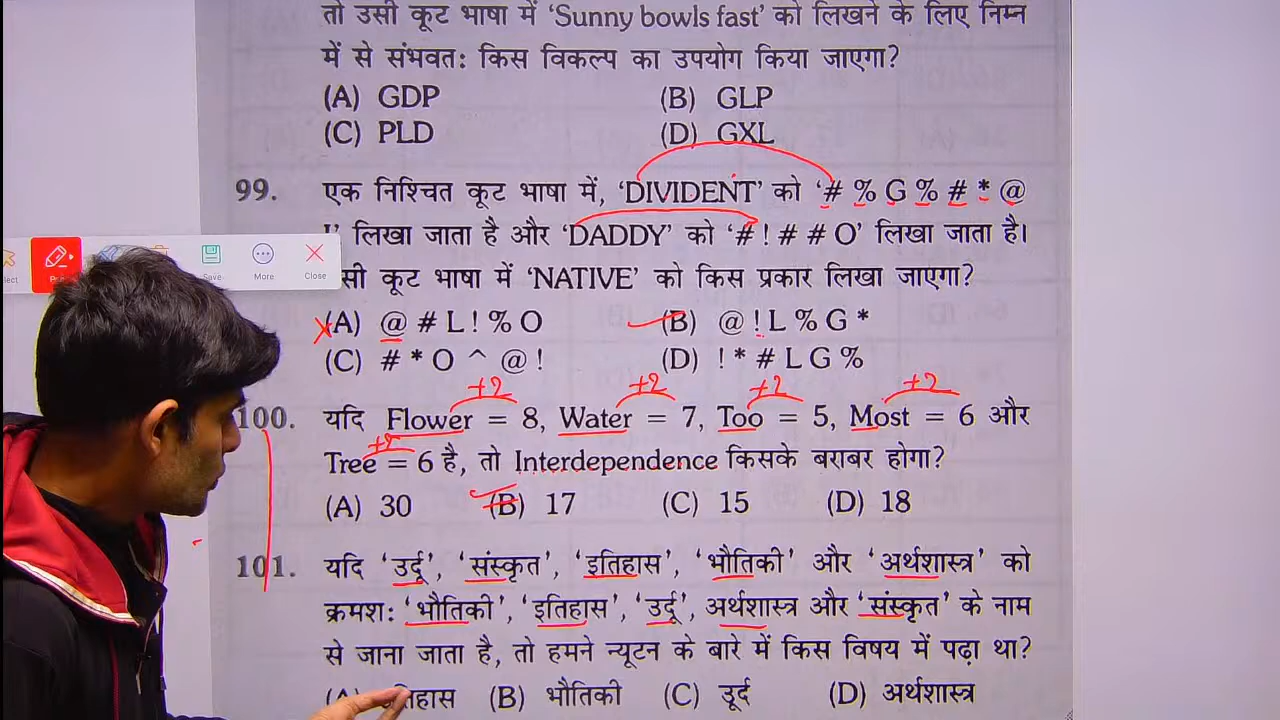 तो उसी कूट भाषा में ‘Sunny bowls fast’ को लिखने के लिए निम्न
में से संभवत: किस विकल्प का उपयोग किया जाएगा?
(A) GDP (B) GLP
(C) PLD (D) GXL
99. एक निश्चित कूट भाषा में, ‘DIVIDENT’ को ‘# % G % # * @
लिखा जाता है और ‘DADDY’ को ‘# ! # # O’ लिखा जाता है।
Save More Close
सी कूट भाषा में ‘NATIVE’ को किस प्रकार लिखा जाएगा?
(A) @ # L ! % O (B) @ ! L % G *
(C) # * O ^ @ ! (D) ! * # L G %
+2 +2 +2 +2
100. यदि Flower = 8, Water = 7, Too = 5, Most = 6 और
+2
Tree = 6 है, तो Interdependence किसके बराबर होगा?
(A) 30 (B) 17 (C) 15 (D) 18
101. यदि ‘उर्दू’, ‘संस्कृत’, ‘इतिहास’, ‘भौतिकी’ और ‘अर्थशास्त्र’ को
क्रमश: ‘भौतिकी’, ‘इतिहास’, ‘उर्दू’, अर्थशास्त्र और ‘संस्कृत’ के नाम
से जाना जाता है, तो हमने न्यूटन के बारे में किस विषय में पढ़ा था?
तिहास (B) भौतिकी (C) उूर्द (D) अर्थशास्त्र